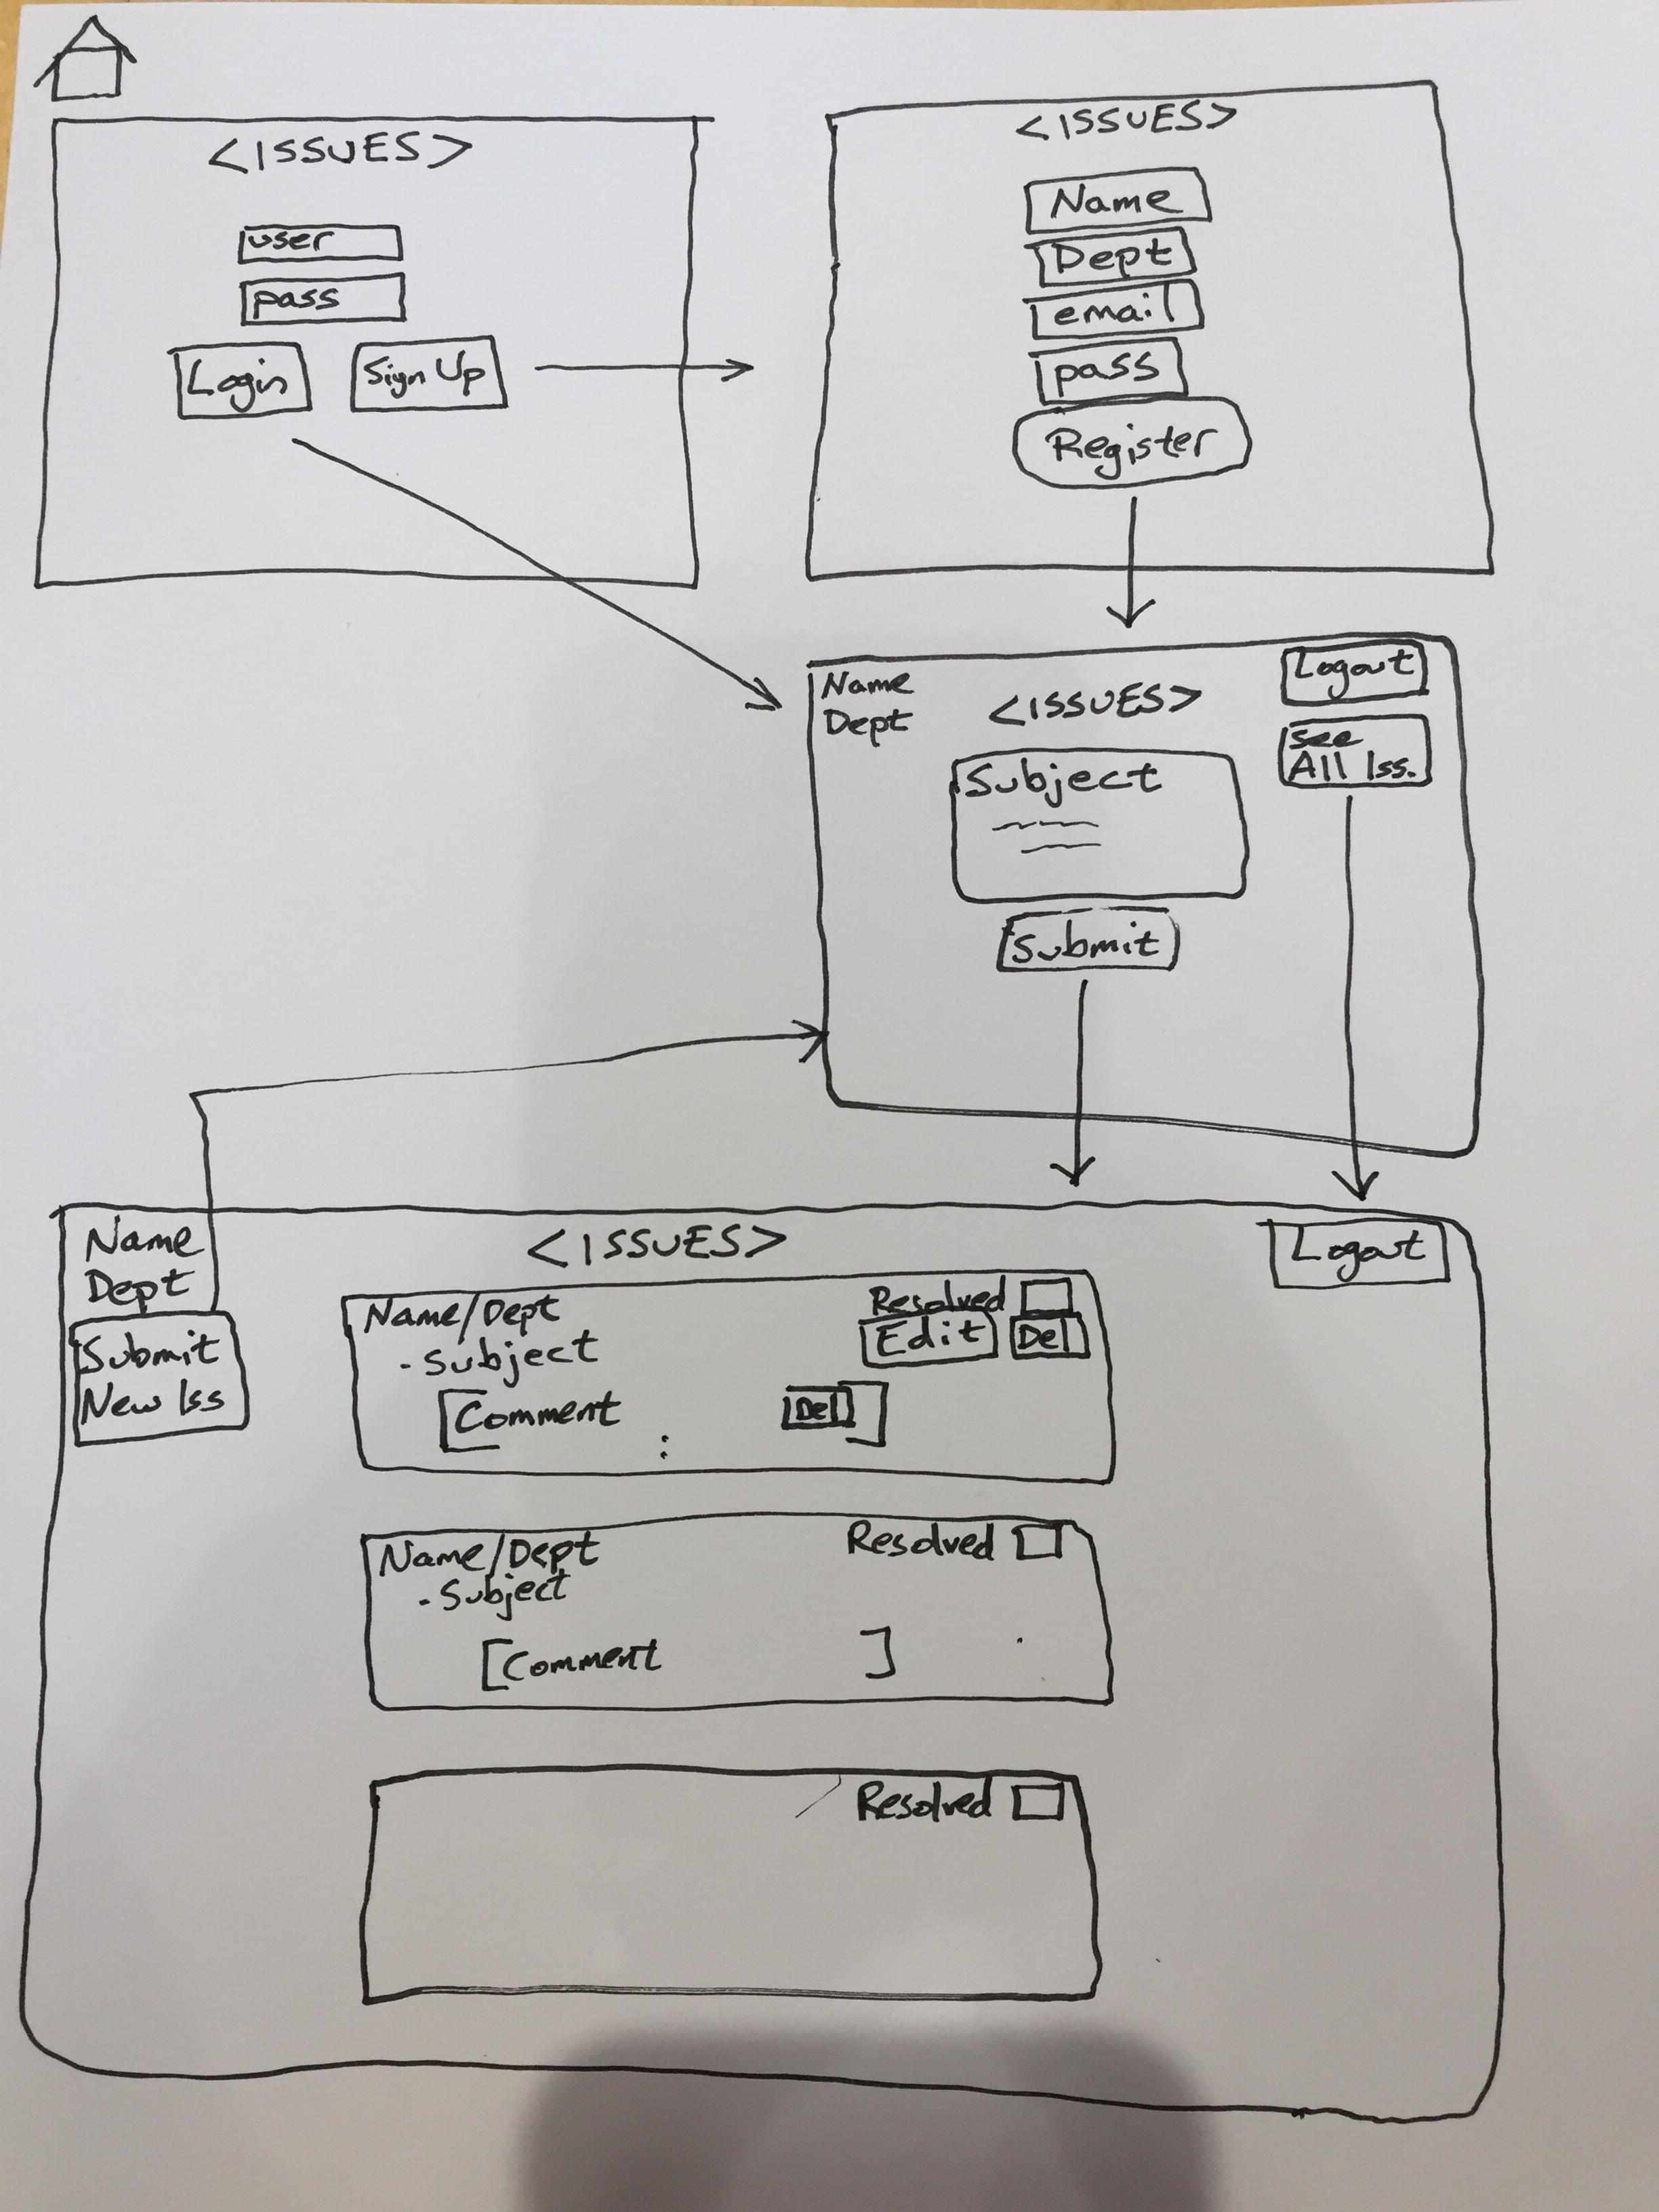 <ISSUES>
user
pass
Login
Sign Up
<ISSUES>
Name
Dept
email
pass
Register
Name
Dept
<ISSUES>
Logout
See
All Iss.
Subject
Submit
Name
Dept
Submit
New Iss
<ISSUES>
Logout
Name/Dept
- Subject
Resolved
Edit
Del
[Comment
Del ]
:
Name/Dept
- Subject
Resolved
[Comment ]
Resolved